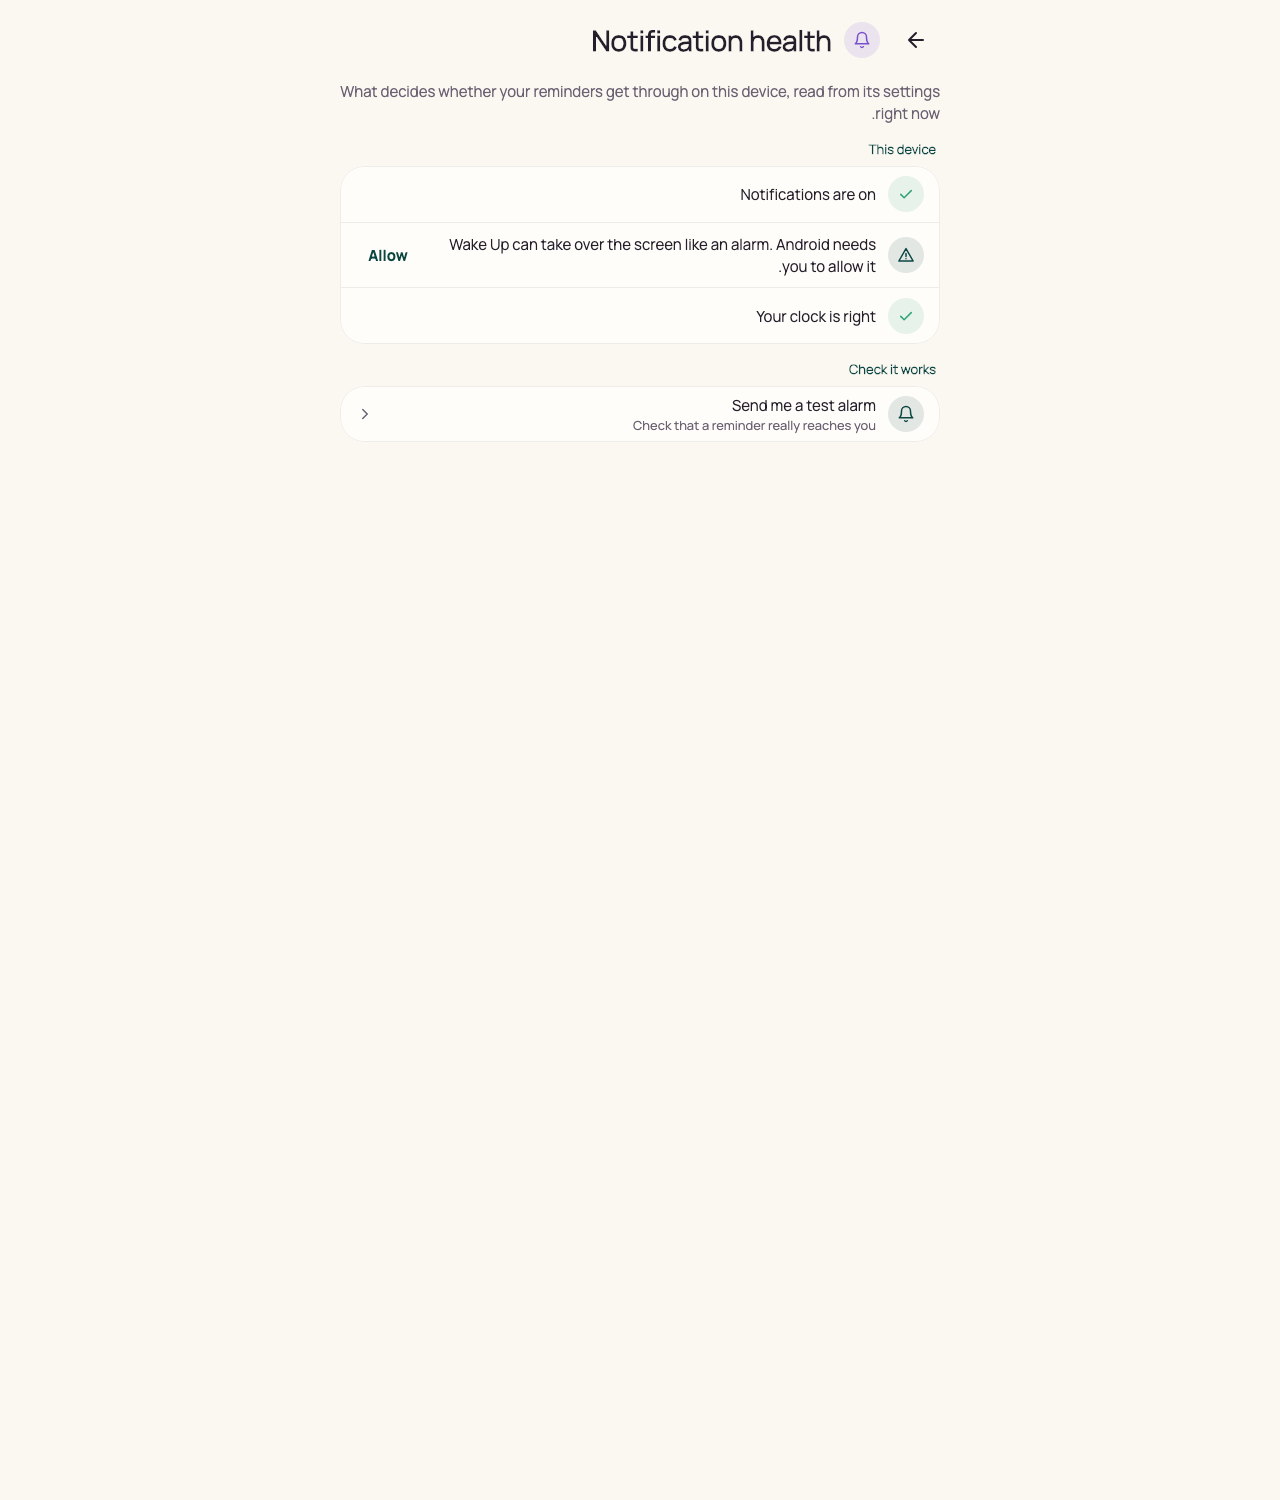 Notification health
What decides whether your reminders get through on this device, read from its settings
.right now
This device
Notifications are on
Wake Up can take over the screen like an alarm. Android needs
.you to allow it
Allow
Your clock is right
Check it works
Send me a test alarm
Check that a reminder really reaches you